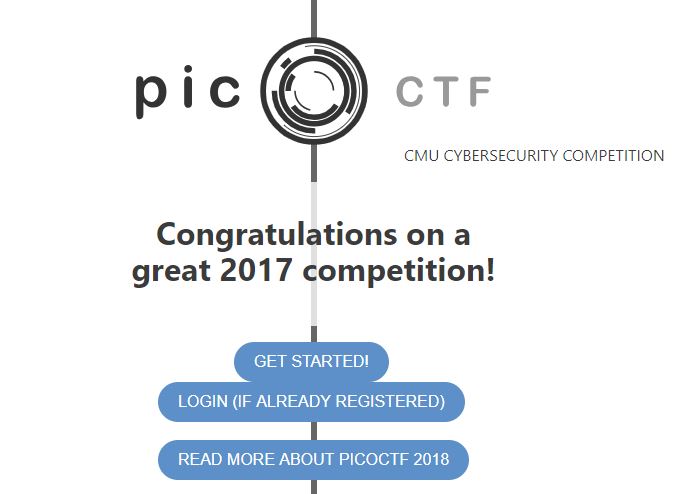 pico CTF
CMU CYBERSECURITY COMPETITION
Congratulations on a
great 2017 competition!
GET STARTED!
LOGIN (IF ALREADY REGISTERED)
READ MORE ABOUT PICOCTF 2018